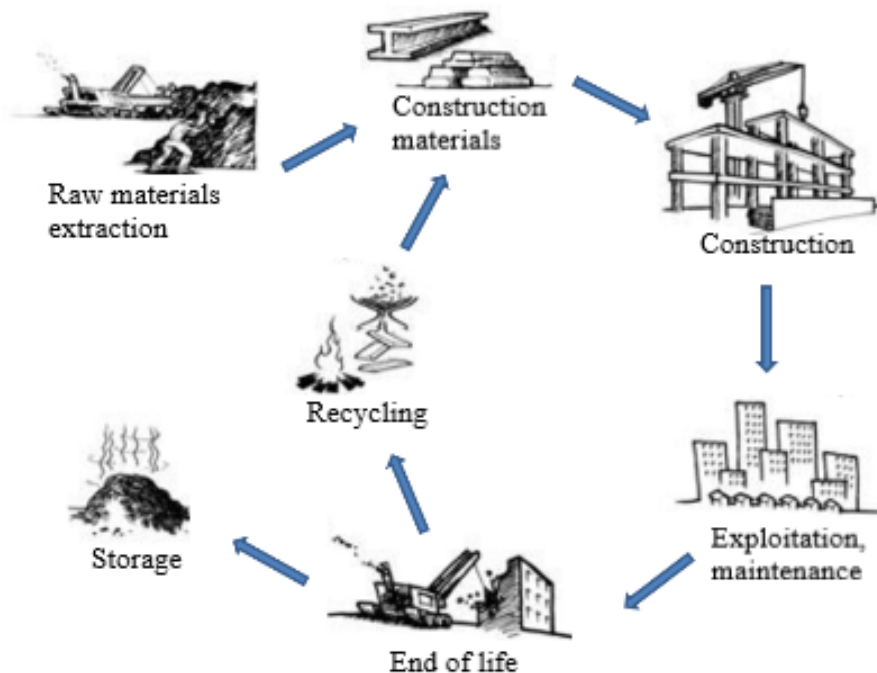 Raw materials
extraction
Construction
materials
Construction
Exploitation,
maintenance
End of life
Storage
Recycling